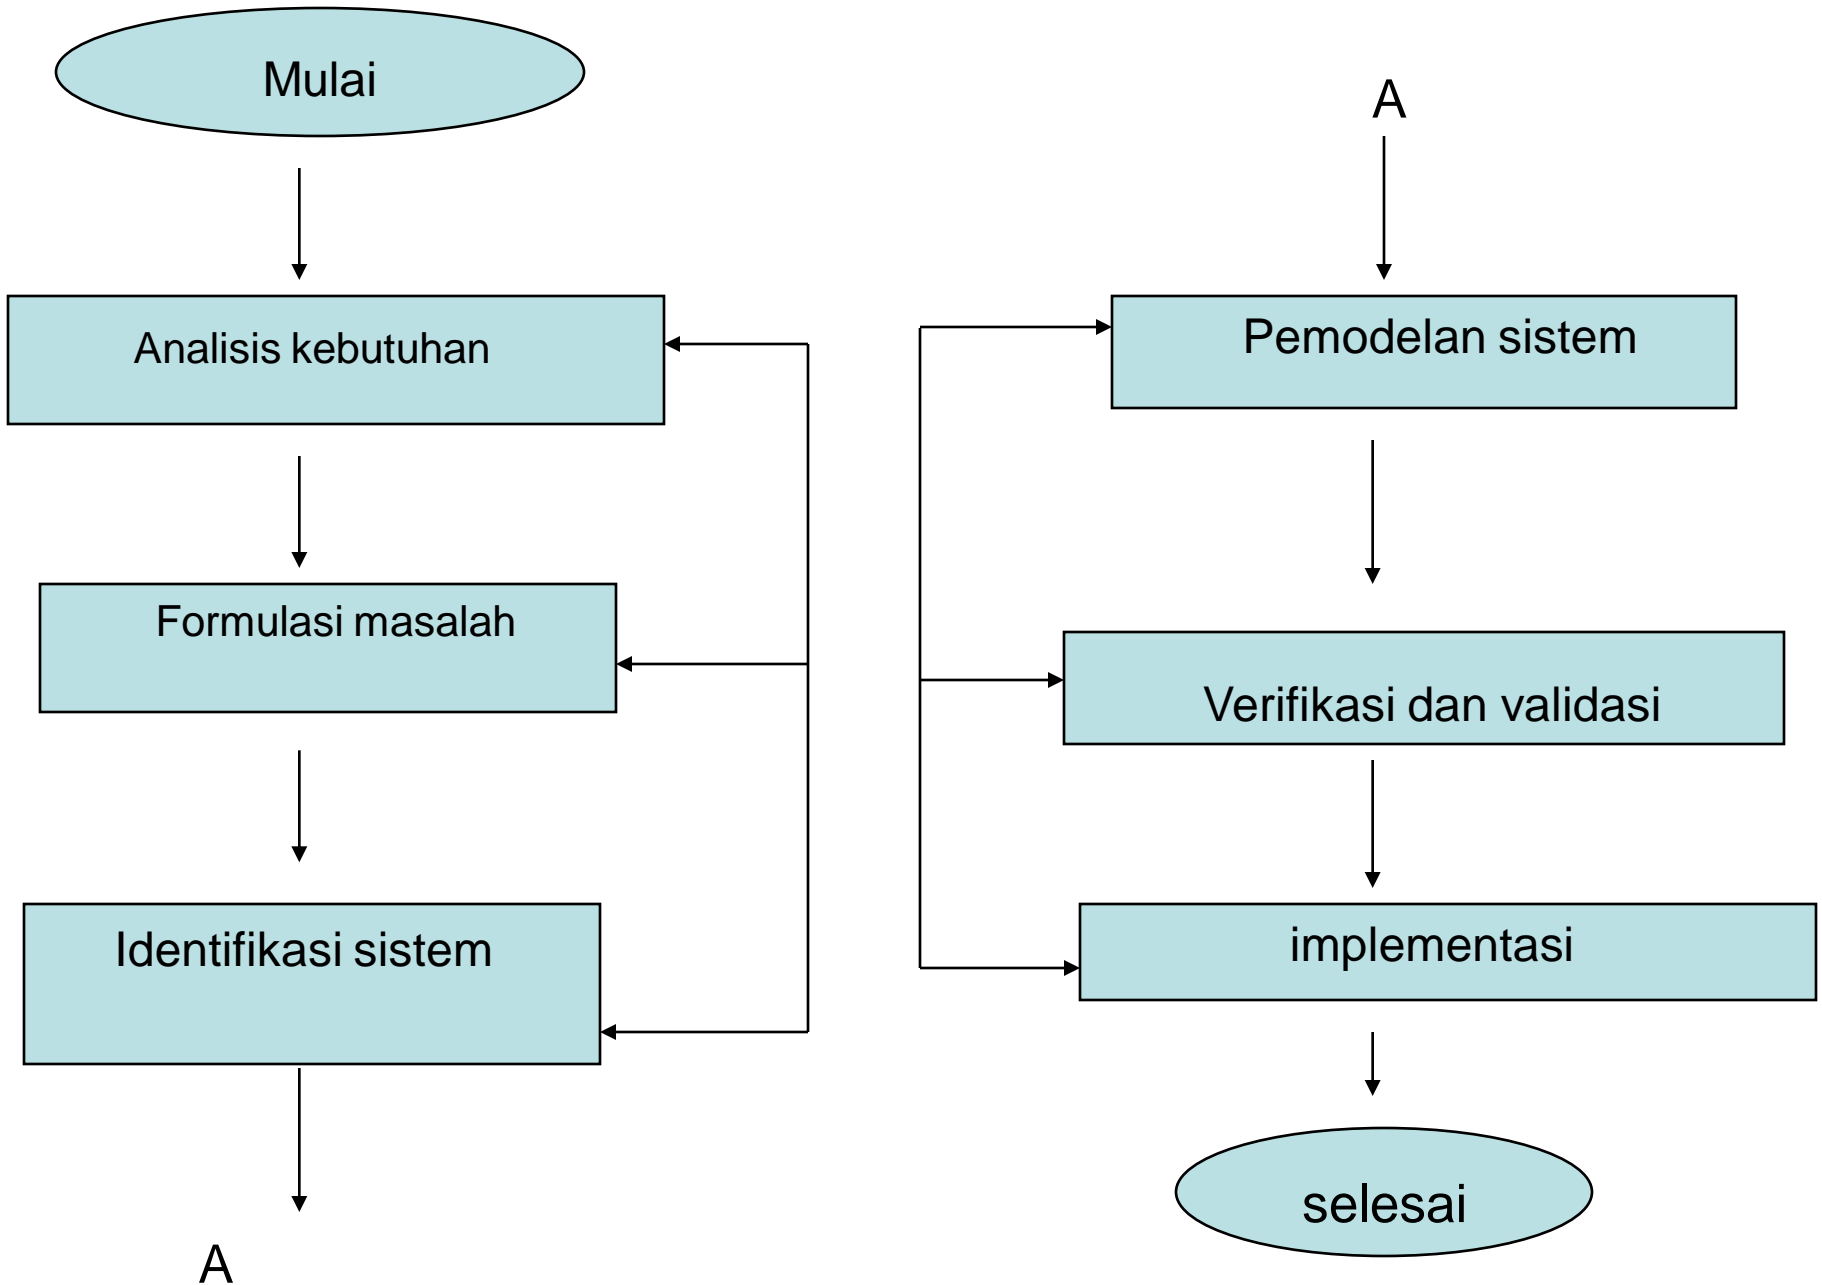 Mulai
Analisis kebutuhan
Formulasi masalah
Identifikasi sistem
A
A
Pemodelan sistem
Verifikasi dan validasi
implementasi
selesai